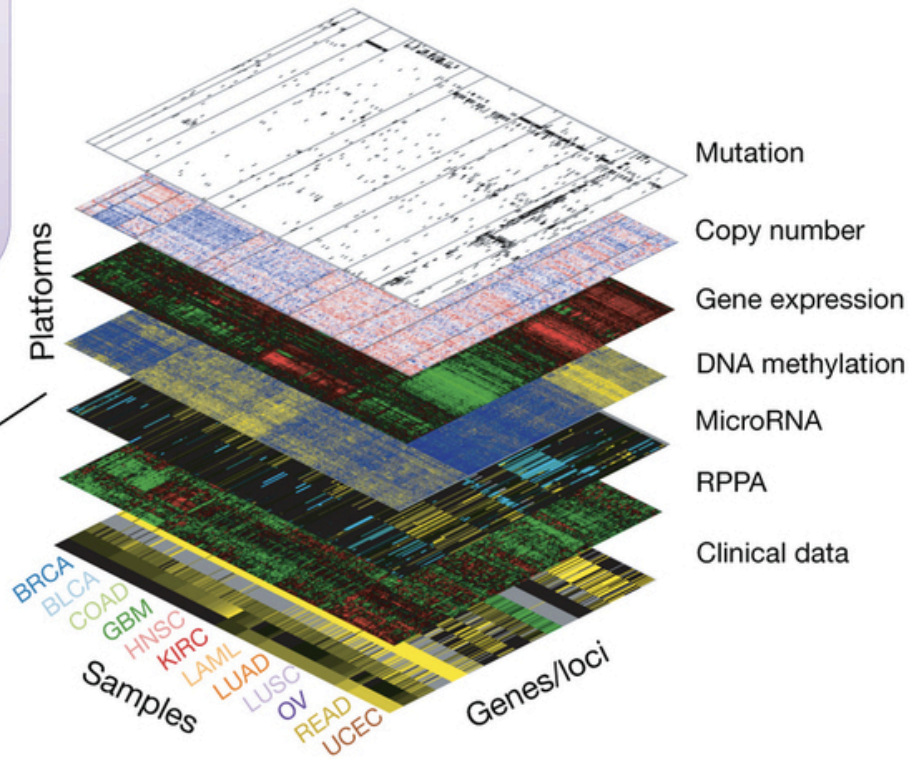 Mutation
Copy number
Gene expression
DNA methylation
MicroRNA
RPPA
Clinical data
Platforms
BRCA
BLCA
COAD
GBM
HNSC
KIRC
LAML
LUAD
LUSC
OV
READ
UCEC
Samples
Genes/loci